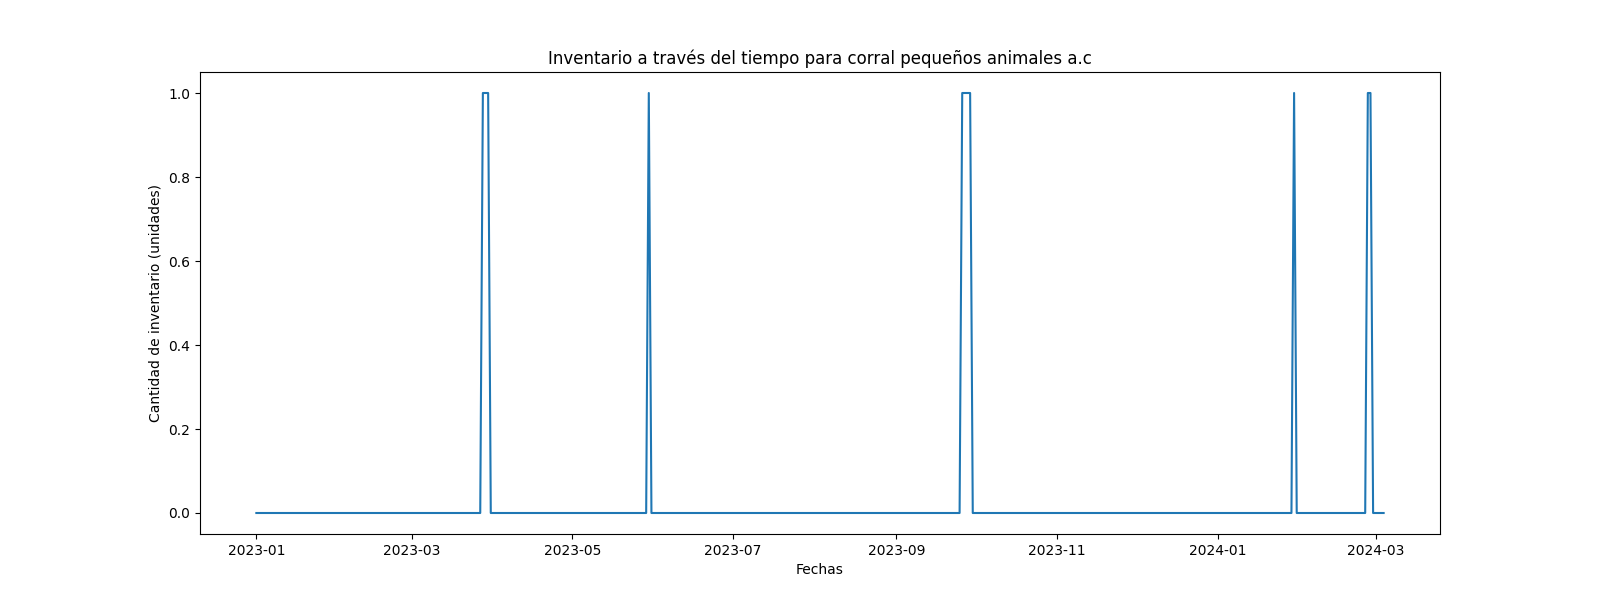 Inventario a través del tiempo para corral pequeños animales a.c
Cantidad de inventario (unidades)
1.0
0.8
0.6
0.4
0.2
0.0
2023-01 2023-03 2023-05 2023-07 2023-09 2023-11 2024-01 2024-03
Fechas